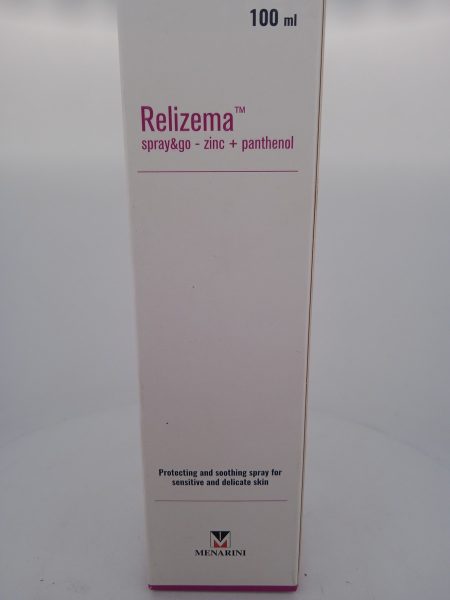 100 ml
Relizema™
spray&go - zinc + panthenol
Protecting and soothing spray for
sensitive and delicate skin
MENARINI